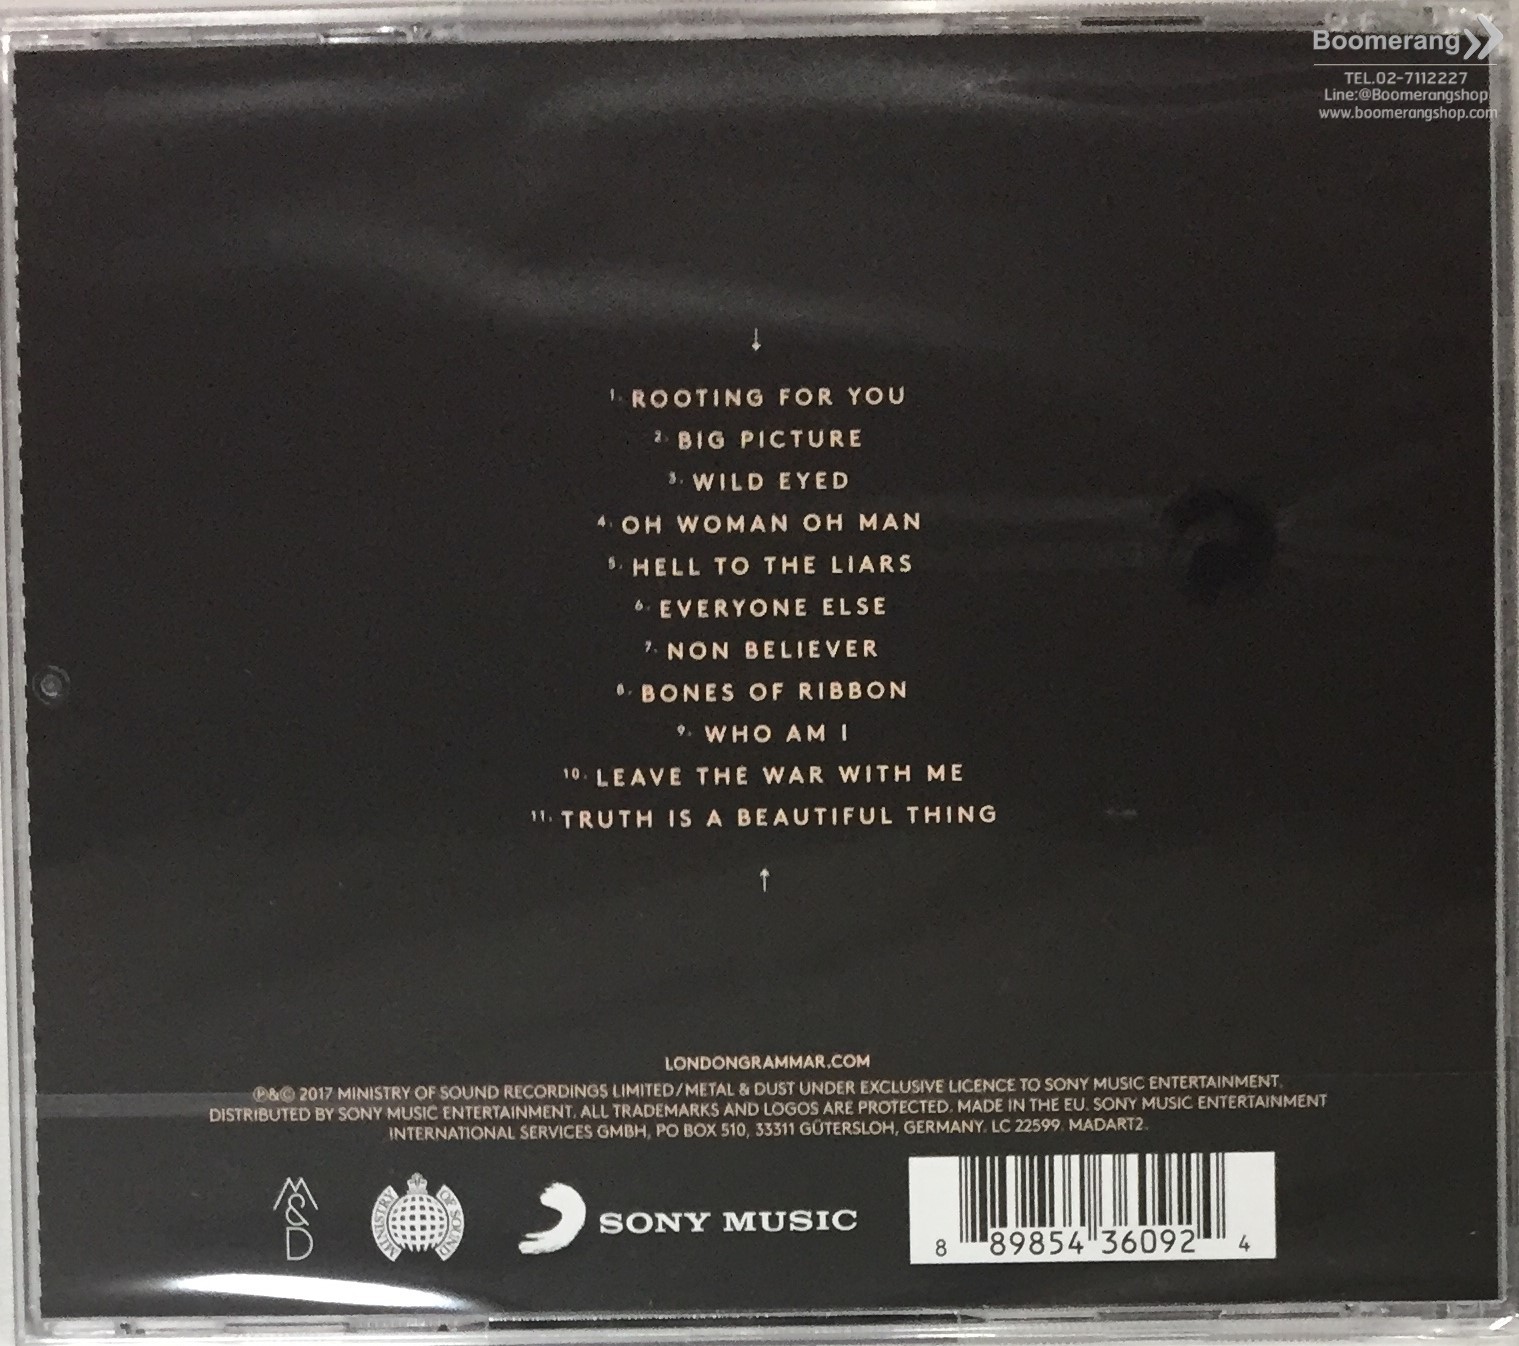 Boomerang
TEL.02-7112227
Line:@Boomerangshop
www.boomerangshop.com
1. ROOTING FOR YOU
2. BIG PICTURE
3. WILD EYED
4. OH WOMAN OH MAN
5. HELL TO THE LIARS
6. EVERYONE ELSE
7. NON BELIEVER
8. BONES OF RIBBON
9. WHO AM I
10. LEAVE THE WAR WITH ME
11. TRUTH IS A BEAUTIFUL THING
LONDONGRAMMAR.COM
℗&© 2017 MINISTRY OF SOUND RECORDINGS LIMITED/METAL & DUST UNDER EXCLUSIVE LICENCE TO SONY MUSIC ENTERTAINMENT.
DISTRIBUTED BY SONY MUSIC ENTERTAINMENT. ALL TRADEMARKS AND LOGOS ARE PROTECTED. MADE IN THE EU. SONY MUSIC ENTERTAINMENT
INTERNATIONAL SERVICES GMBH, PO BOX 510, 33311 GÜTERSLOH, GERMANY. LC 22599. MADART2.
M&D
MINISTRY OF SOUND
SONY MUSIC
8 89854 36092 4